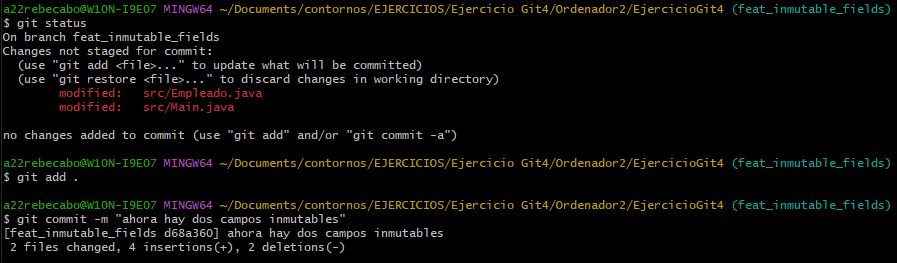 a22rebecabo@W10N-I9E07 MINGW64 ~/Documents/contornos/EJERCICIOS/Ejercicio Git4/Ordenador2/EjercicioGit4 (feat_inmutable_fields)
$ git status
On branch feat_inmutable_fields
Changes not staged for commit:
  (use "git add <file>..." to update what will be committed)
  (use "git restore <file>..." to discard changes in working directory)
        modified:   src/Empleado.java
        modified:   src/Main.java

no changes added to commit (use "git add" and/or "git commit -a")

a22rebecabo@W10N-I9E07 MINGW64 ~/Documents/contornos/EJERCICIOS/Ejercicio Git4/Ordenador2/EjercicioGit4 (feat_inmutable_fields)
$ git add .

a22rebecabo@W10N-I9E07 MINGW64 ~/Documents/contornos/EJERCICIOS/Ejercicio Git4/Ordenador2/EjercicioGit4 (feat_inmutable_fields)
$ git commit -m "ahora hay dos campos inmutables"
[feat_inmutable_fields d68a360] ahora hay dos campos inmutables
 2 files changed, 4 insertions(+), 2 deletions(-)